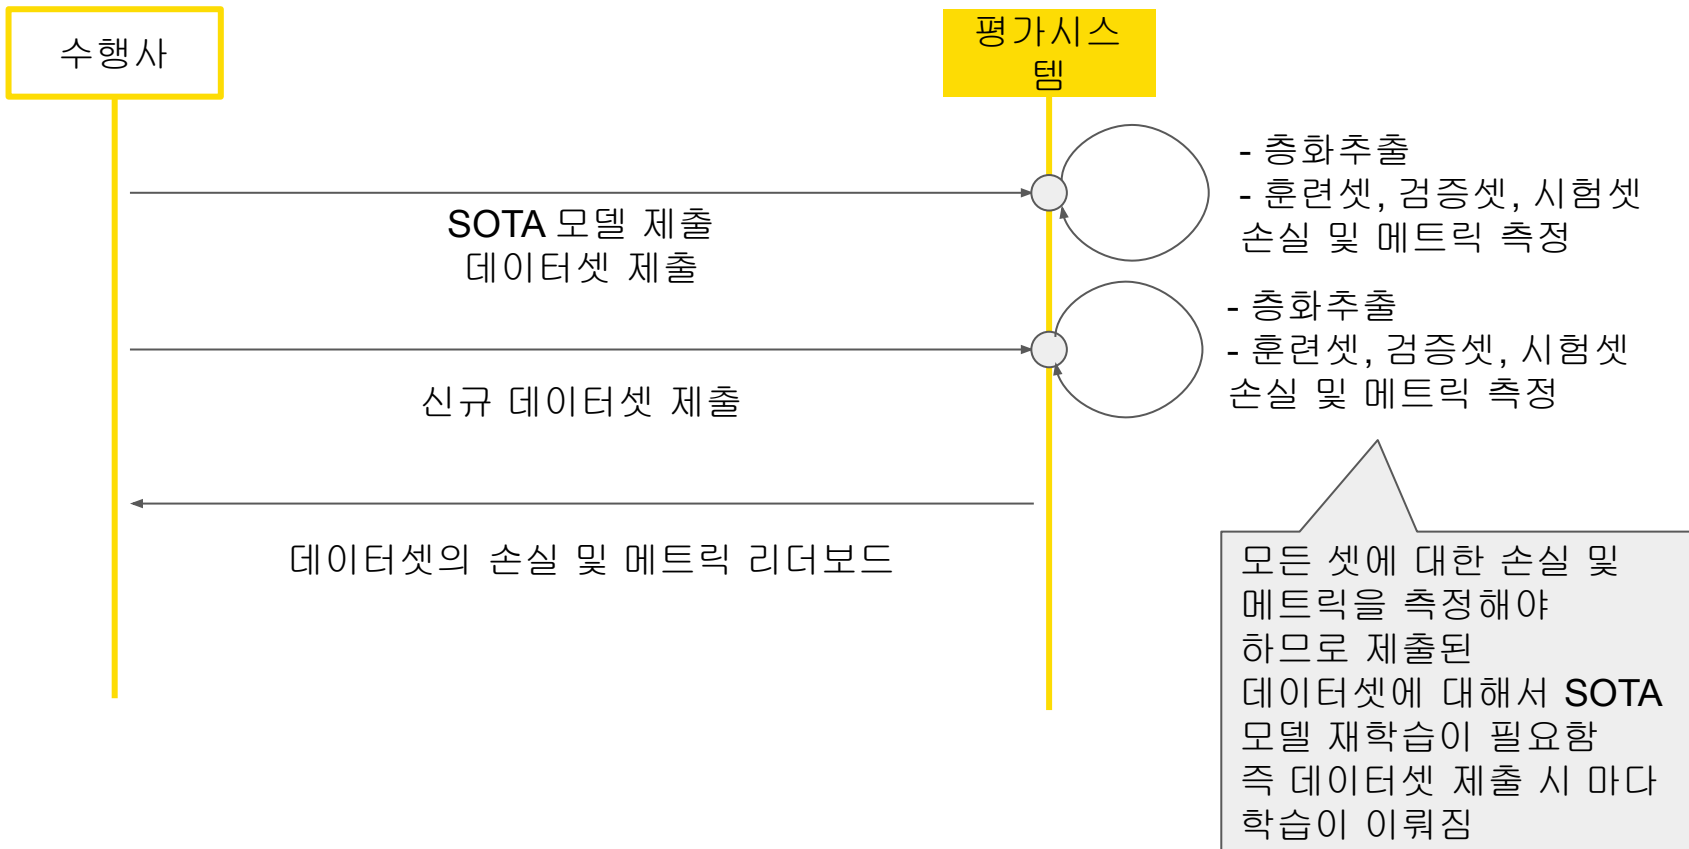 수행사
평가시스
템
- 층화추출
- 훈련셋, 검증셋, 시험셋
손실 및 메트릭 측정
SOTA 모델 제출
데이터셋 제출
- 층화추출
- 훈련셋, 검증셋, 시험셋
손실 및 메트릭 측정
신규 데이터셋 제출
데이터셋의 손실 및 메트릭 리더보드
모든 셋에 대한 손실 및
메트릭을 측정해야
하므로 제출된
데이터셋에 대해서 SOTA
모델 재학습이 필요함
즉 데이터셋 제출 시 마다
학습이 이뤄짐